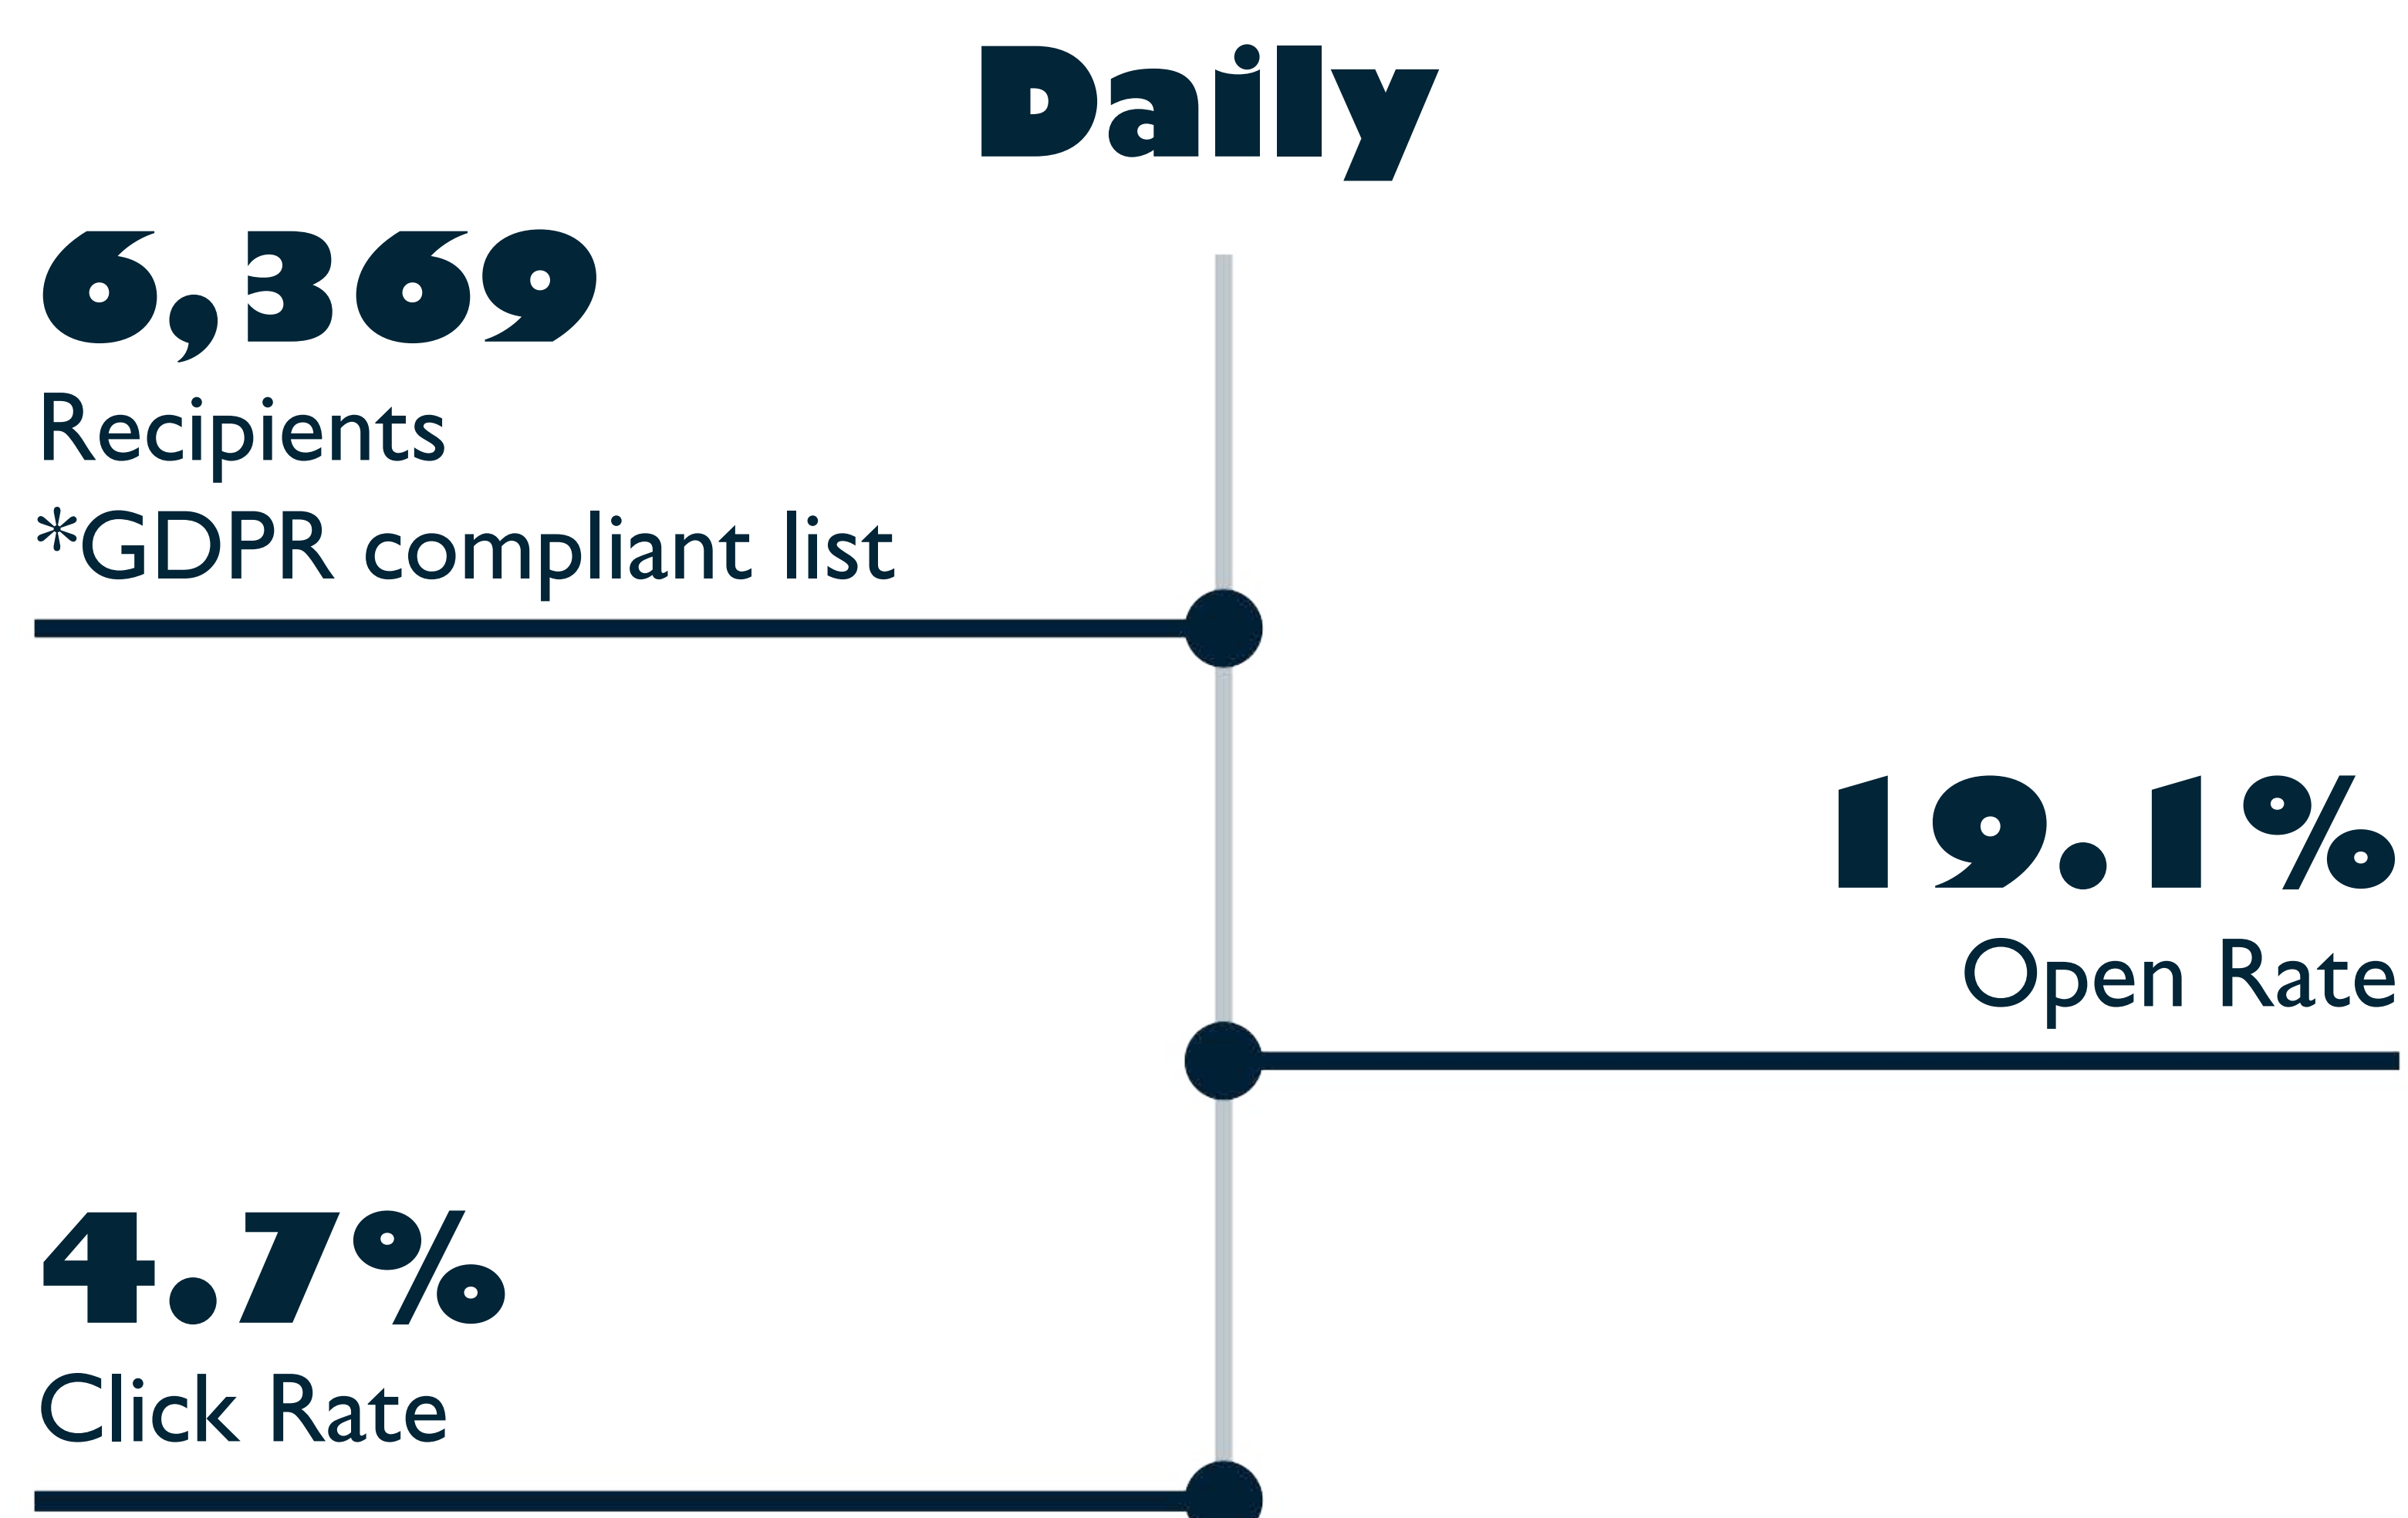 Daily
6,369
Recipients
*GDPR compliant list
19.1%
Open Rate
4.7%
Click Rate